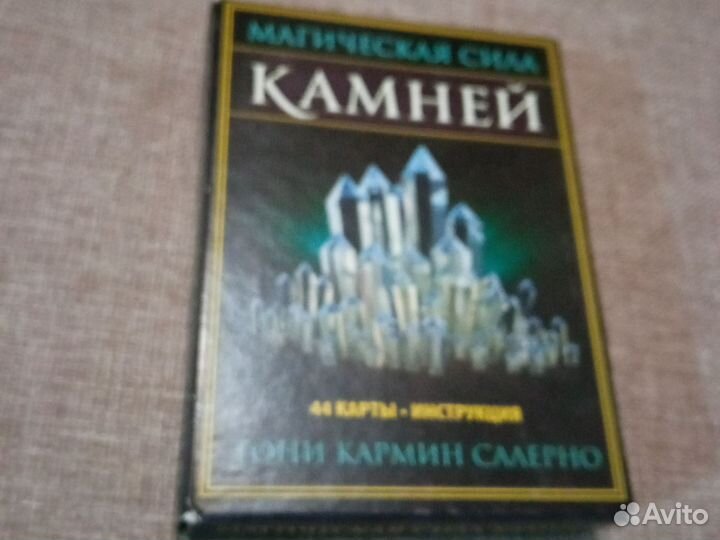 МАГИЧЕСКАЯ СИЛА
КАМНЕЙ
44 КАРТЫ • ИНСТРУКЦИЯ
ТОНИ КАРМИН САЛЕРНО
Avito